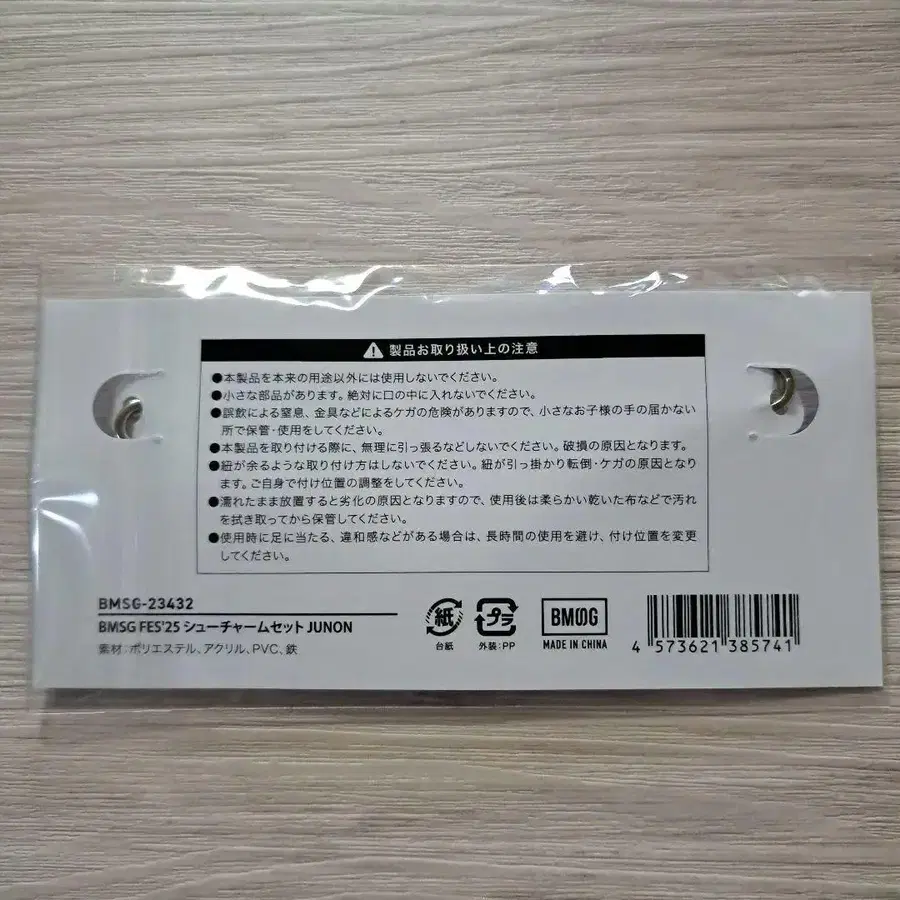 ⚠ 製品お取り扱い上の注意
●本製品を本来の用途以外には使用しないでください。
●小さな部品があります。絶対に口の中に入れないでください。
●誤飲による窒息、金具などによるケガの危険がありますので、小さなお子様の手の届かない
所で保管・使用をしてください。
●本製品を取り付ける際に、無理に引っ張るなどしないでください。破損の原因となります。
●紐が余るような取り付け方はしないでください。紐が引っ掛かり転倒・ケガの原因となり
ます。ご自身で付け位置の調整をしてください。
●濡れたまま放置すると劣化の原因となりますので、使用後は柔らかい乾いた布などで汚れ
を拭き取ってから保管してください。
●使用時に足に当たる、違和感などがある場合は、長時間の使用を避け、付け位置を変更
してください。
BMSG-23432
BMSG FES'25 シューチャームセット JUNON
素材：ポリエステル、アクリル、PVC、鉄
紙
台紙
プラ
外装：PP
BMSG
MADE IN CHINA
4 573621 385741